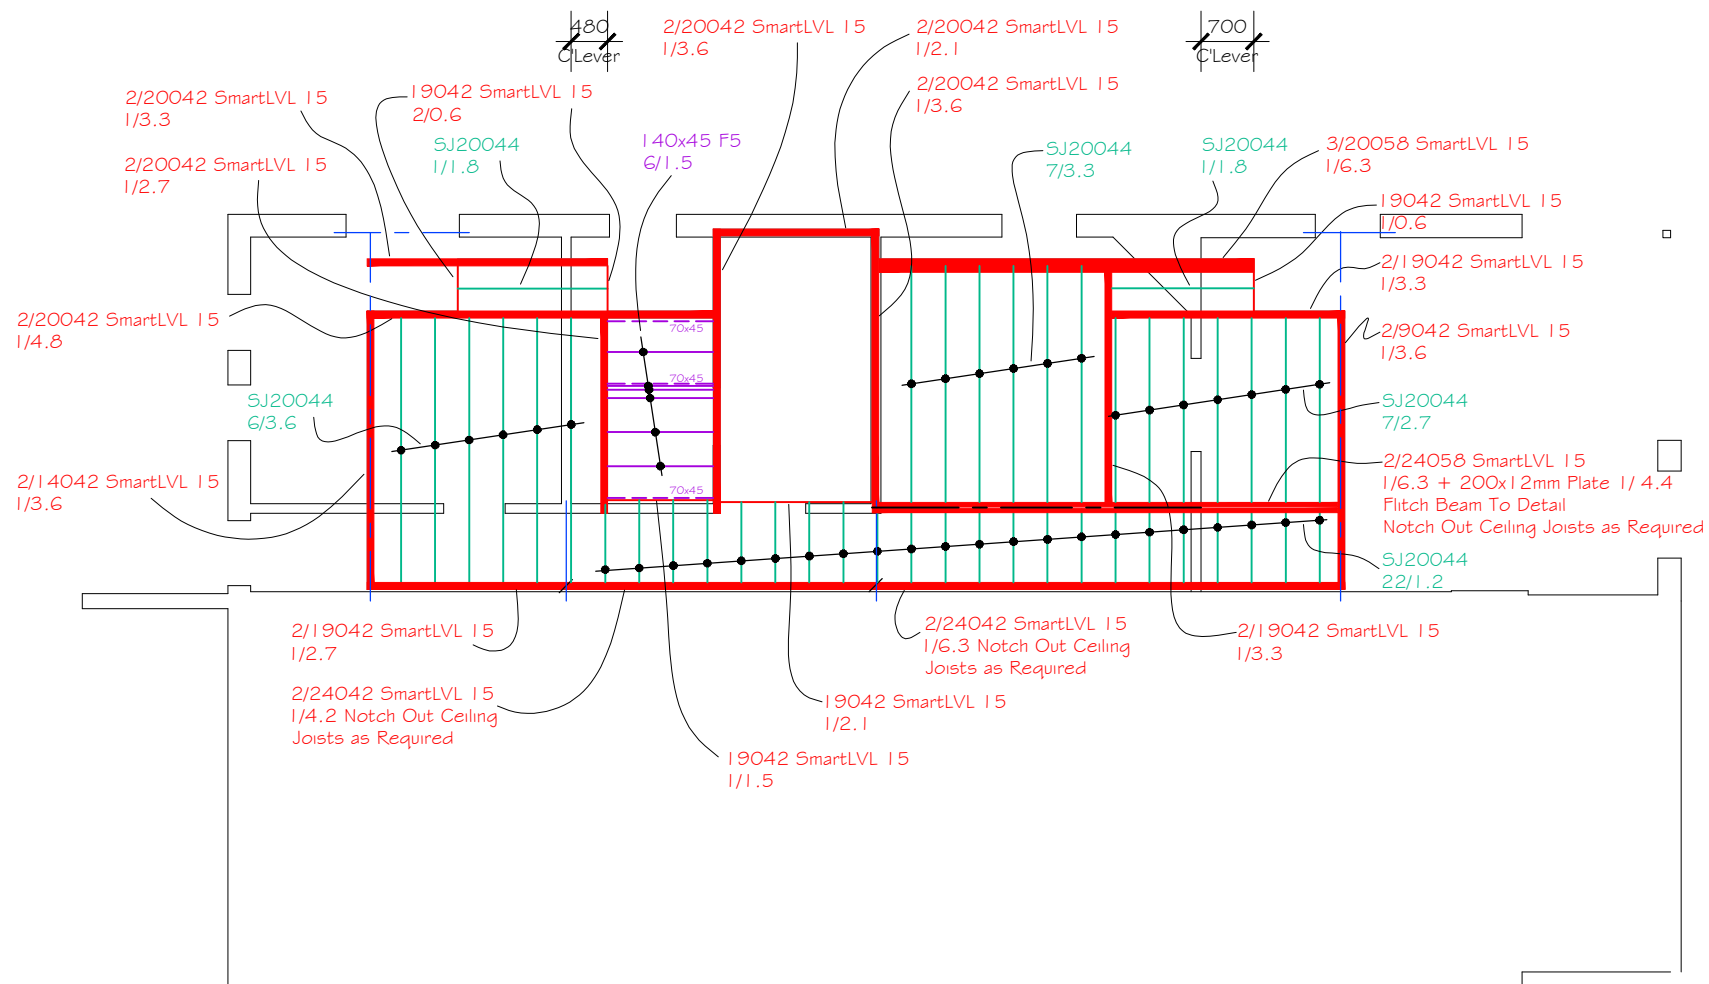 480
C'Lever
2/20042 SmartLVL 15
1/3.6
2/20042 SmartLVL 15
1/2.1
700
C'Lever
2/20042 SmartLVL 15
1/3.6
2/20042 SmartLVL 15
1/3.3
19042 SmartLVL 15
2/0.6
SJ20044
1/1.8
140x45 F5
6/1.5
SJ20044
7/3.3
SJ20044
1/1.8
3/20058 SmartLVL 15
1/6.3
2/20042 SmartLVL 15
1/2.7
19042 SmartLVL 15
1/0.6
2/19042 SmartLVL 15
1/3.3
2/20042 SmartLVL 15
1/4.8
70x45
2/9042 SmartLVL 15
1/3.6
70x45
SJ20044
6/3.6
SJ20044
7/2.7
2/14042 SmartLVL 15
1/3.6
70x45
2/24058 SmartLVL 15
1/6.3 + 200x12mm Plate 1/ 4.4
Flitch Beam To Detail
Notch Out Ceiling Joists as Required
SJ20044
22/1.2
2/19042 SmartLVL 15
1/2.7
2/24042 SmartLVL 15
1/6.3 Notch Out Ceiling
Joists as Required
2/19042 SmartLVL 15
1/3.3
2/24042 SmartLVL 15
1/4.2 Notch Out Ceiling
Joists as Required
19042 SmartLVL 15
1/2.1
19042 SmartLVL 15
1/1.5